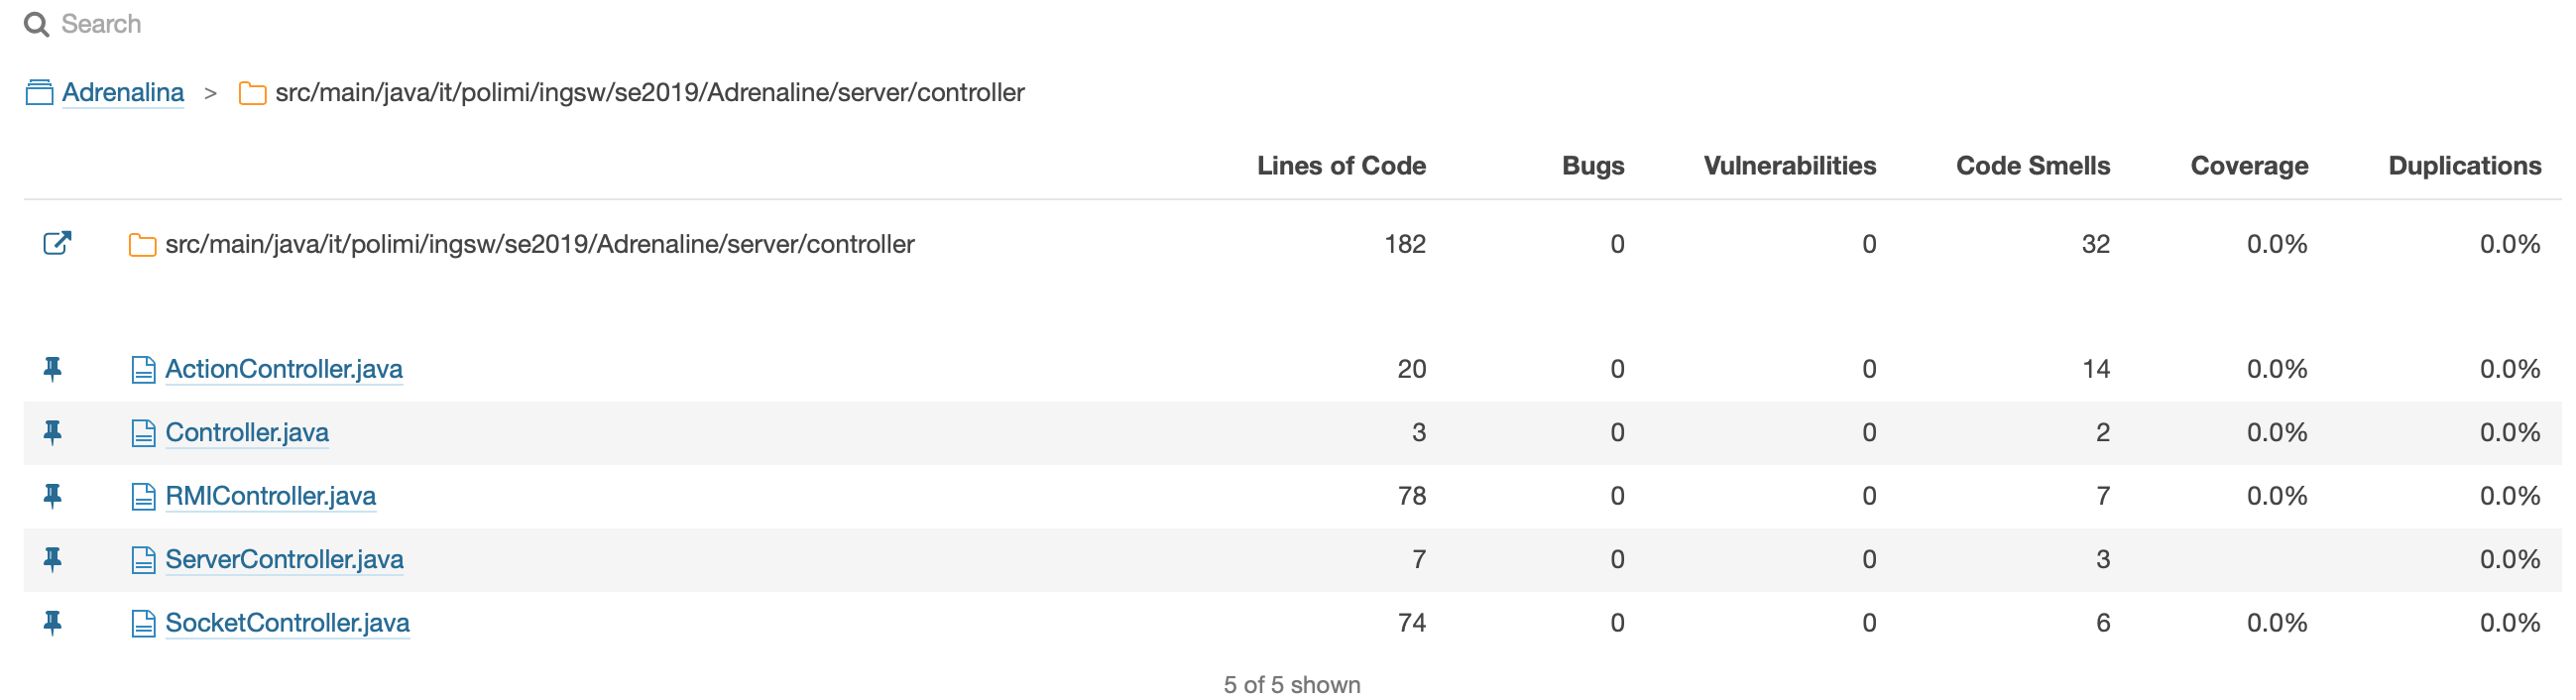 Search
Adrenalina > src/main/java/it/polimi/ingsw/se2019/Adrenaline/server/controller
Lines of Code Bugs Vulnerabilities Code Smells Coverage Duplications
src/main/java/it/polimi/ingsw/se2019/Adrenaline/server/controller 182 0 0 32 0.0% 0.0%
ActionController.java 20 0 0 14 0.0% 0.0%
Controller.java 3 0 0 2 0.0% 0.0%
RMIController.java 78 0 0 7 0.0% 0.0%
ServerController.java 7 0 0 3 0.0%
SocketController.java 74 0 0 6 0.0% 0.0%
5 of 5 shown